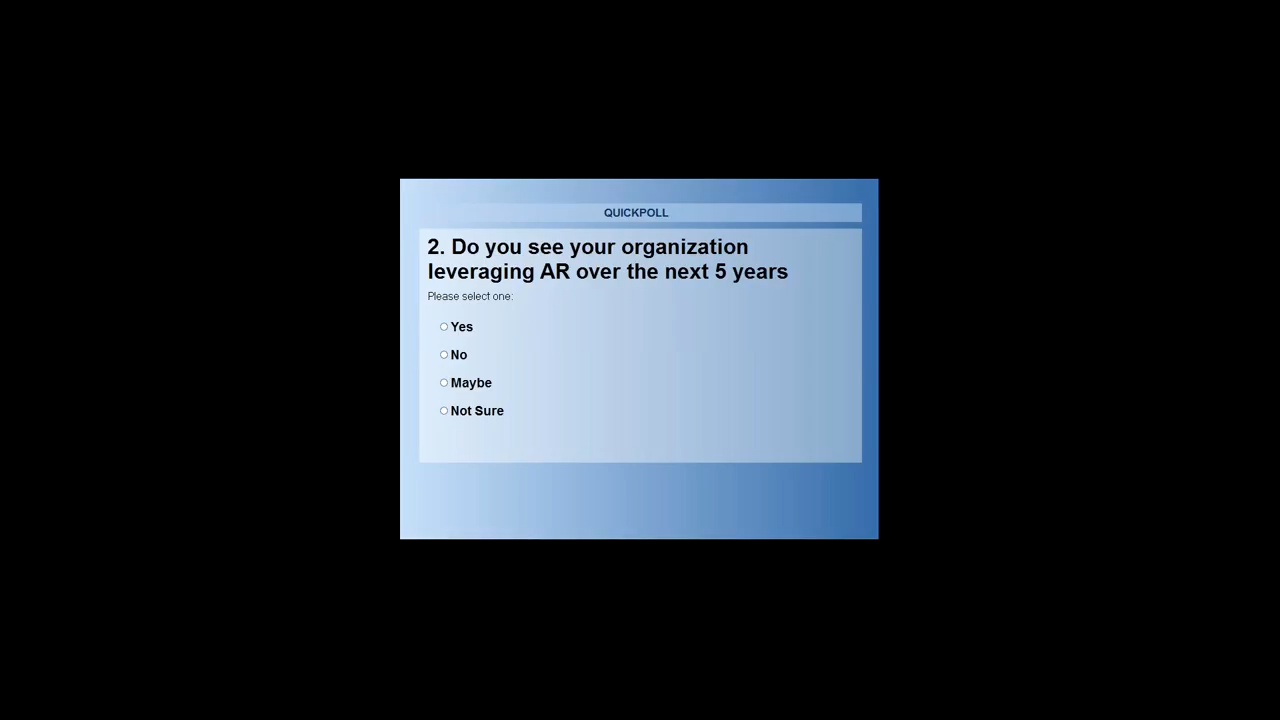 QUICKPOLL
2. Do you see your organization
leveraging AR over the next 5 years
Please select one:
Yes
No
Maybe
Not Sure